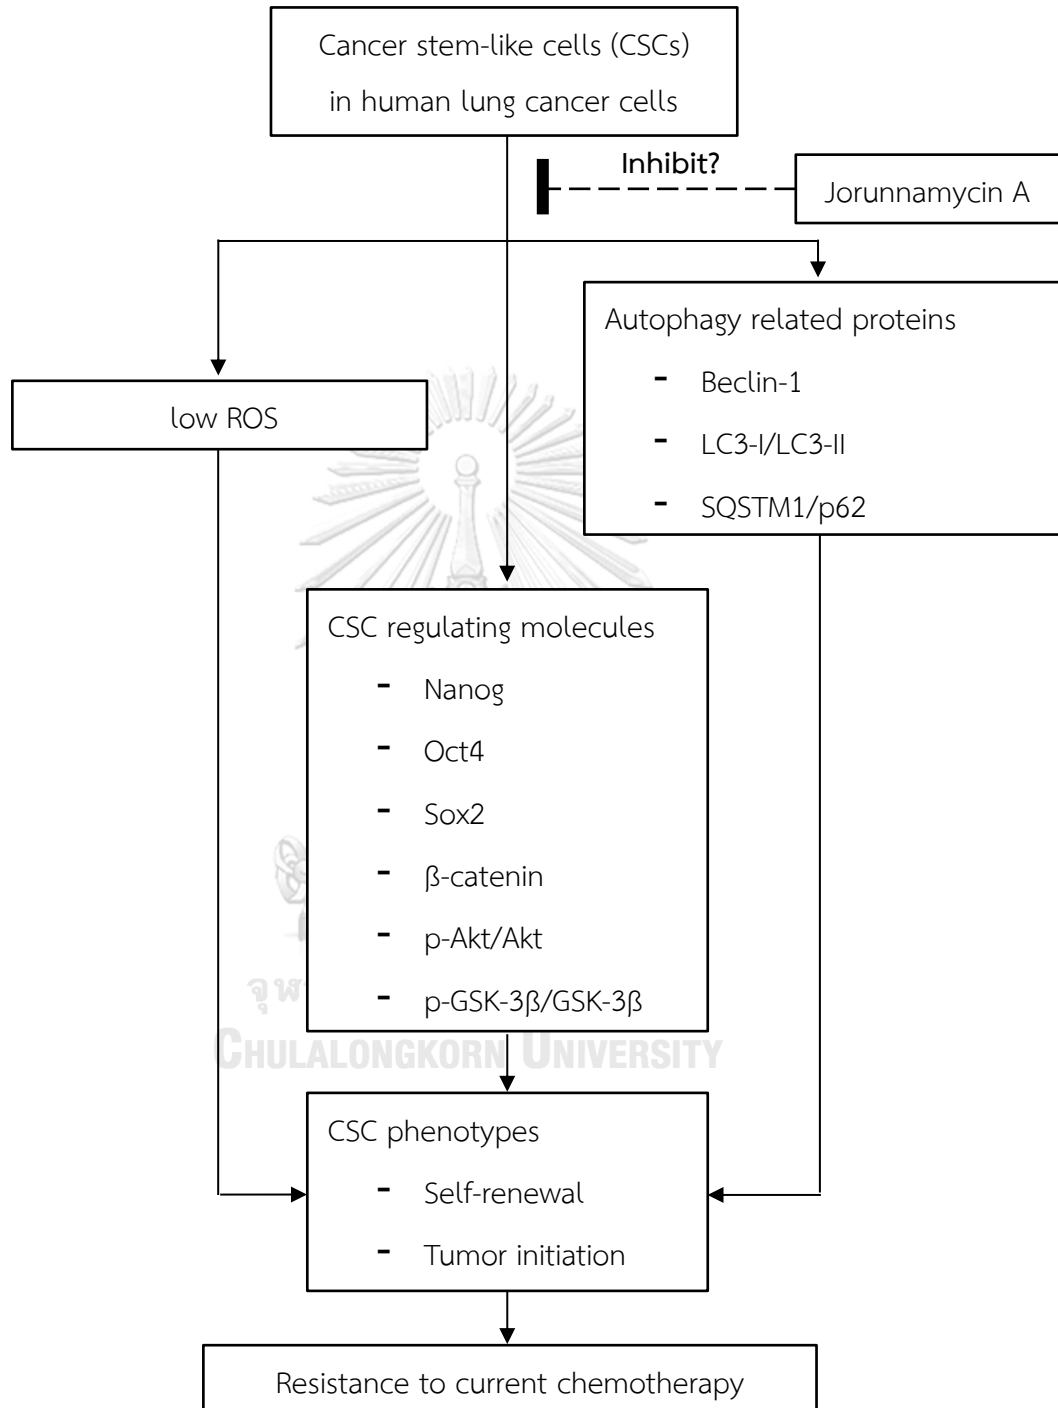 Cancer stem-like cells (CSCs)
in human lung cancer cells
Inhibit?
Jorunnamycin A
Autophagy related proteins
- Beclin-1
- LC3-I/LC3-II
- SQSTM1/p62
low ROS
CSC regulating molecules
- Nanog
- Oct4
- Sox2
- β-catenin
- p-Akt/Akt
- p-GSK-3β/GSK-3β
จุฬ
CHULALONGKORN UNIVERSITY
CSC phenotypes
- Self-renewal
- Tumor initiation
Resistance to current chemotherapy